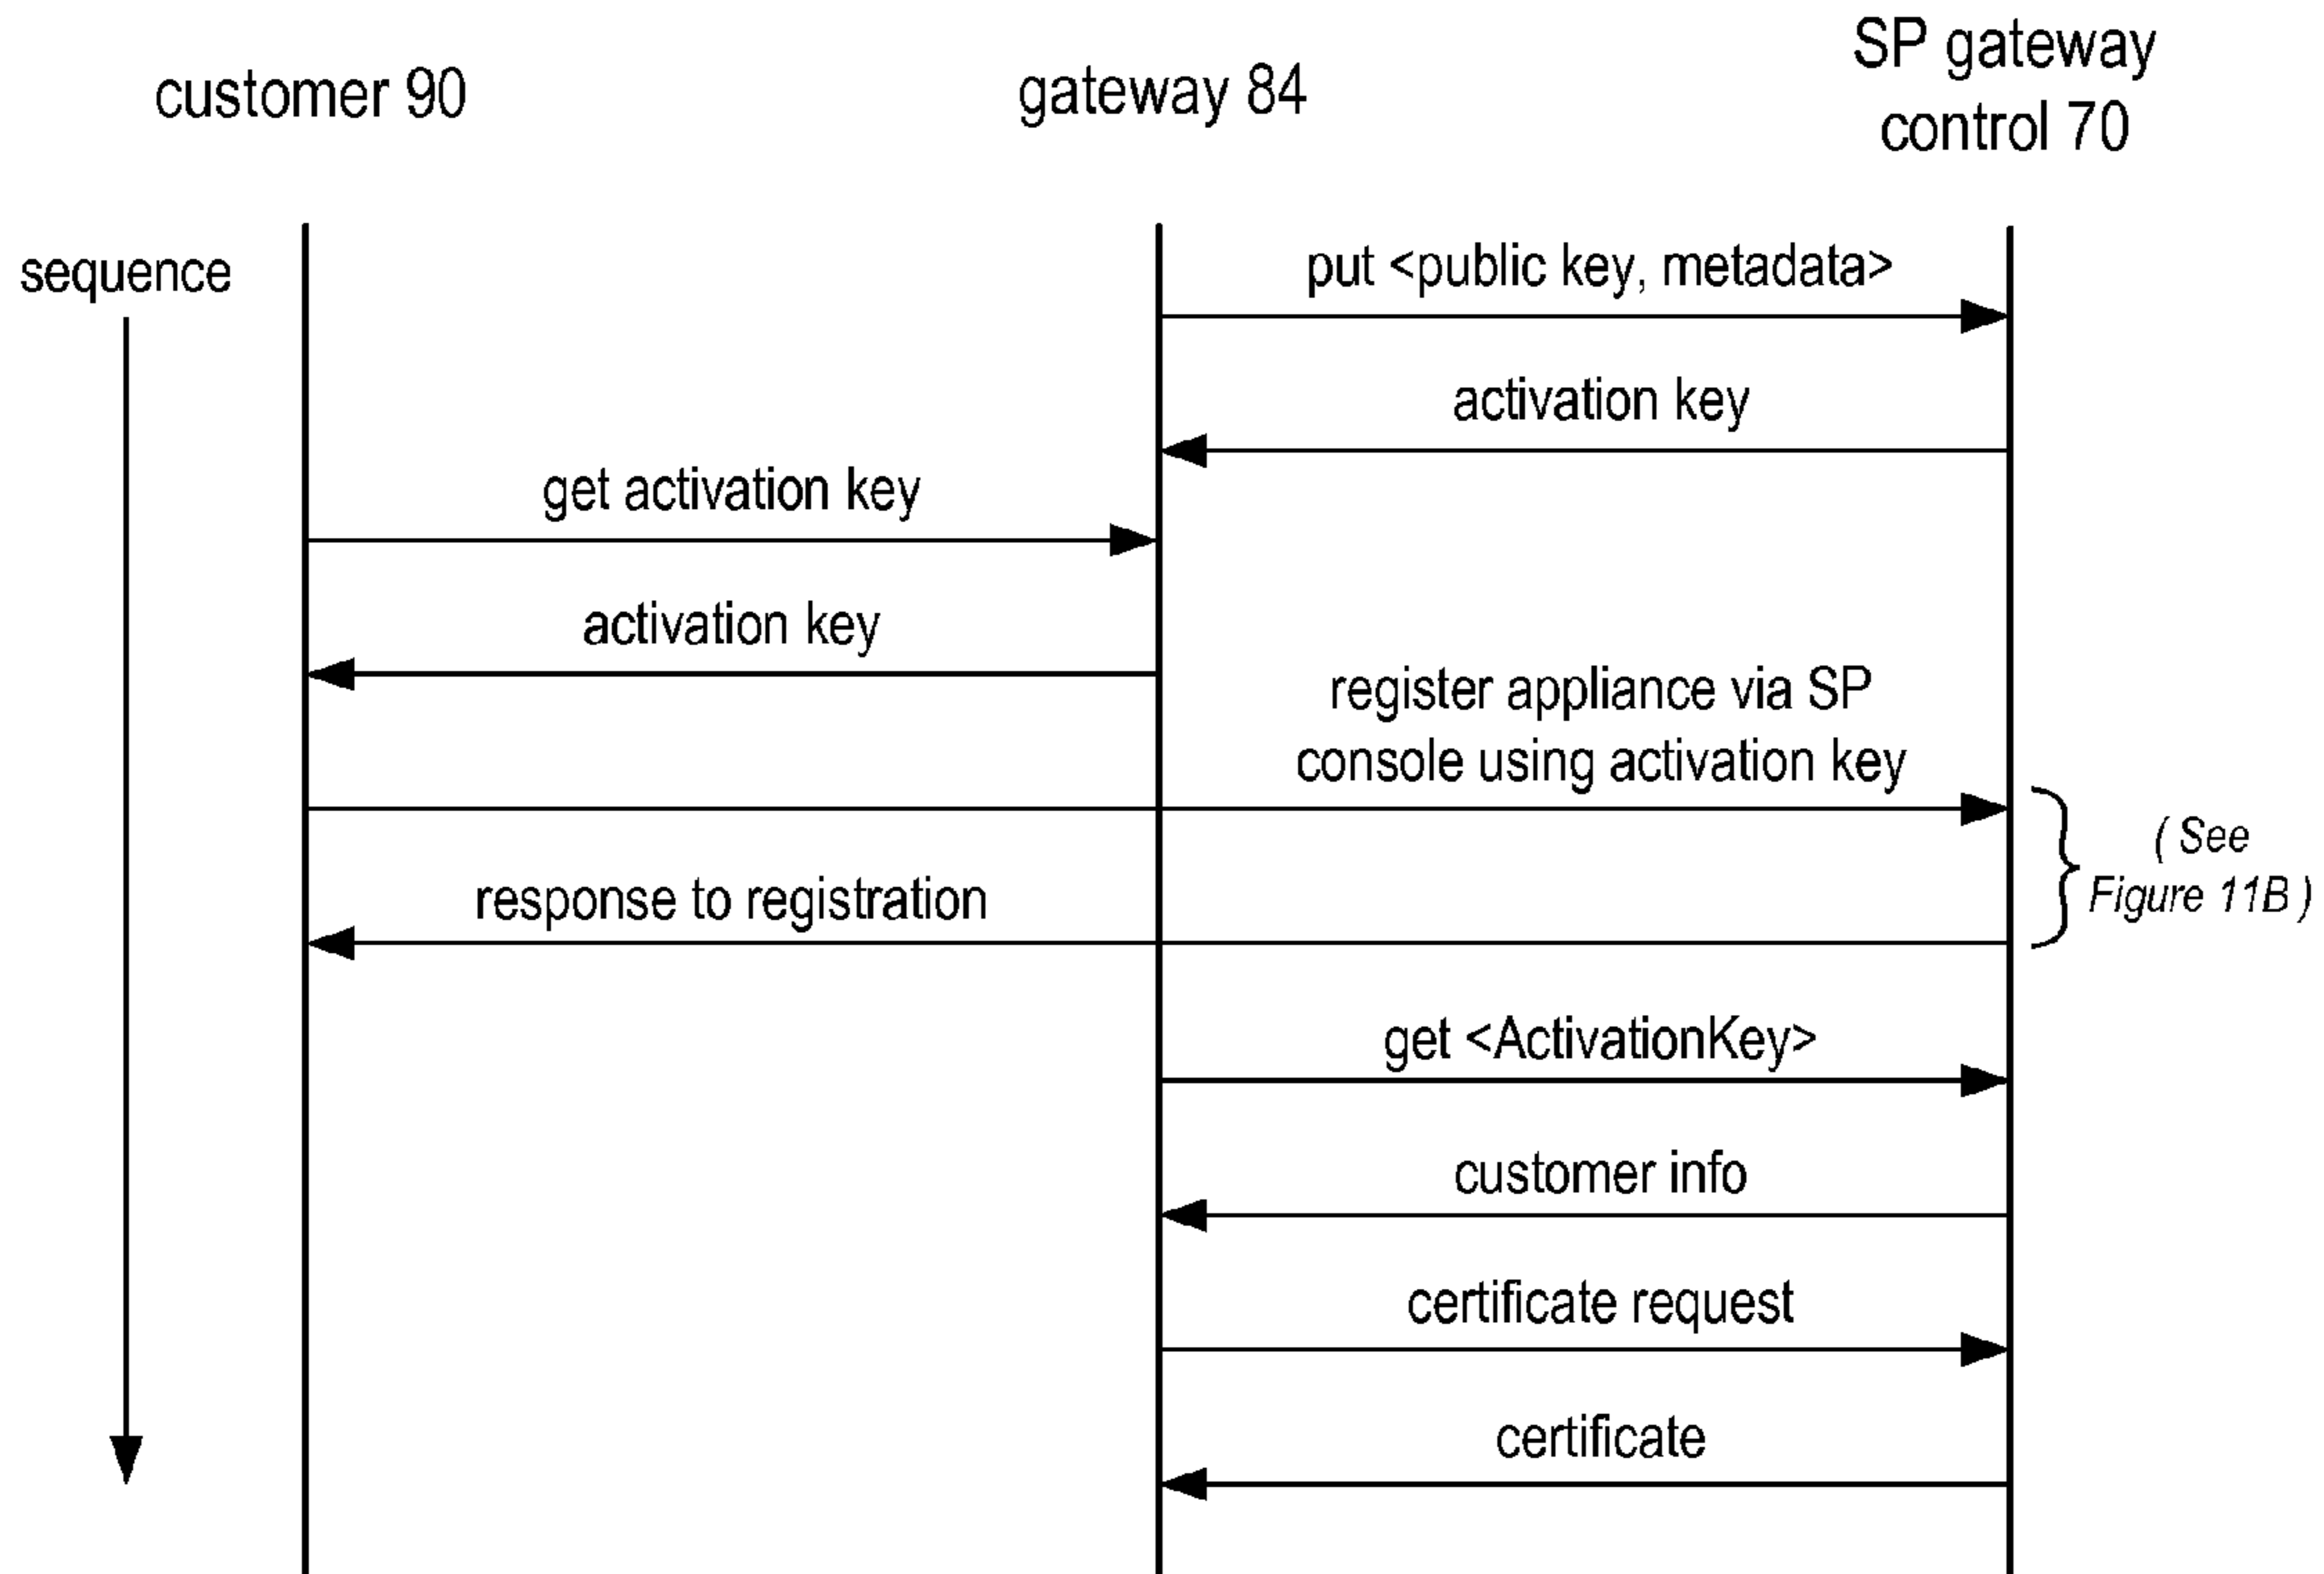 customer 90
gateway 84
SP gateway
control 70
sequence
put <public key, metadata>
activation key
get activation key
activation key
register appliance via SP
console using activation key
( See
Figure 11B )
response to registration
get <ActivationKey>
customer info
certificate request
certificate